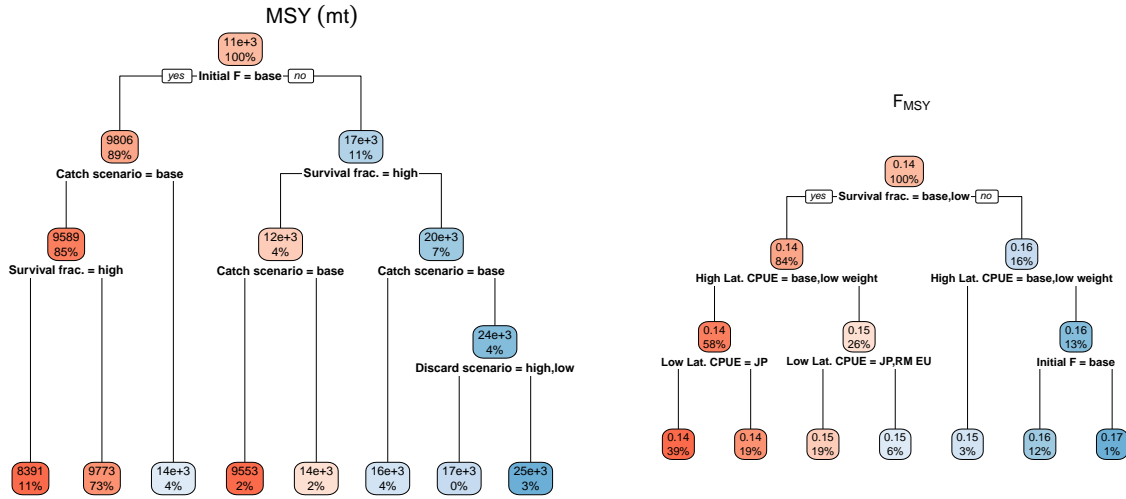 MSY (mt)
11e+3
100%
yes Initial F = base no
9806
89%
Catch scenario = base
17e+3
11%
Survival frac. = high
9589
85%
Survival frac. = high
12e+3
4%
Catch scenario = base
20e+3
7%
Catch scenario = base
24e+3
4%
Discard scenario = high,low
8391
11%
9773
73%
14e+3
4%
9553
2%
14e+3
2%
16e+3
4%
17e+3
0%
25e+3
3%
FMSY
0.14
100%
yes Survival frac. = base,low no
0.14
84%
High Lat. CPUE = base,low weight
0.16
16%
High Lat. CPUE = base,low weight
0.14
58%
Low Lat. CPUE = JP
0.15
26%
Low Lat. CPUE = JP,RM EU
0.16
13%
Initial F = base
0.14
39%
0.14
19%
0.15
19%
0.15
6%
0.15
3%
0.16
12%
0.17
1%